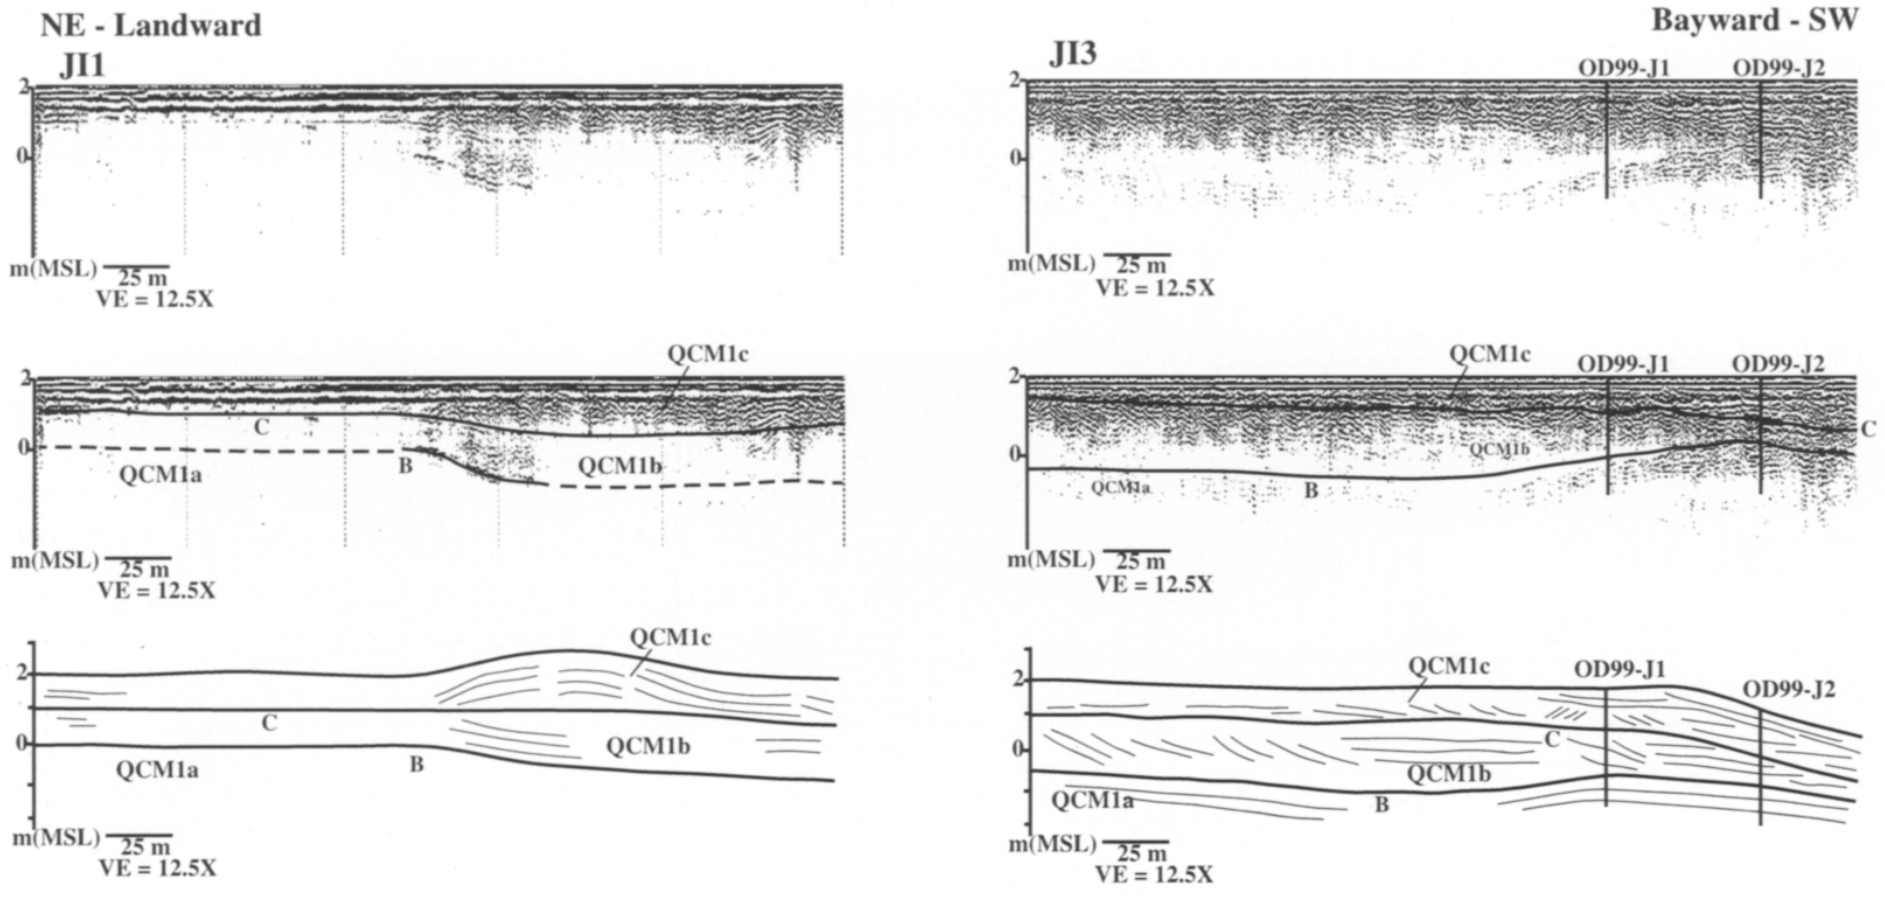 NE - Landward
Bayward - SW
JI1
2
0
m(MSL)
25 m
VE = 12.5X
JI3
OD99-J1 OD99-J2
2
0
m(MSL)
25 m
VE = 12.5X
QCM1c
2
C
0
QCM1a
B
QCM1b
m(MSL)
25 m
VE = 12.5X
QCM1c
OD99-J1 OD99-J2
2
C
QCM1b
0
QCM1a
B
m(MSL)
25 m
VE = 12.5X
QCM1c
2
C
0
QCM1b
QCM1a
B
m(MSL)
25 m
VE = 12.5X
QCM1c
OD99-J1
2
OD99-J2
C
0
QCM1b
QCM1a
B
m(MSL)
25 m
VE = 12.5X